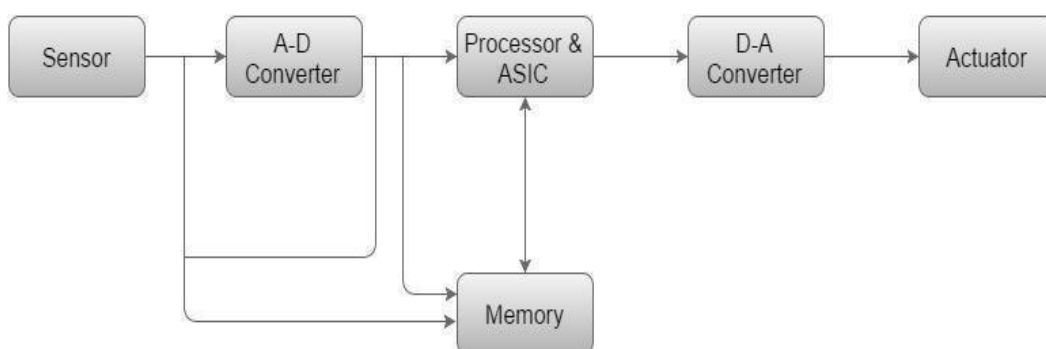 Sensor
A-D
Converter
Processor &
ASIC
D-A
Converter
Actuator
Memory